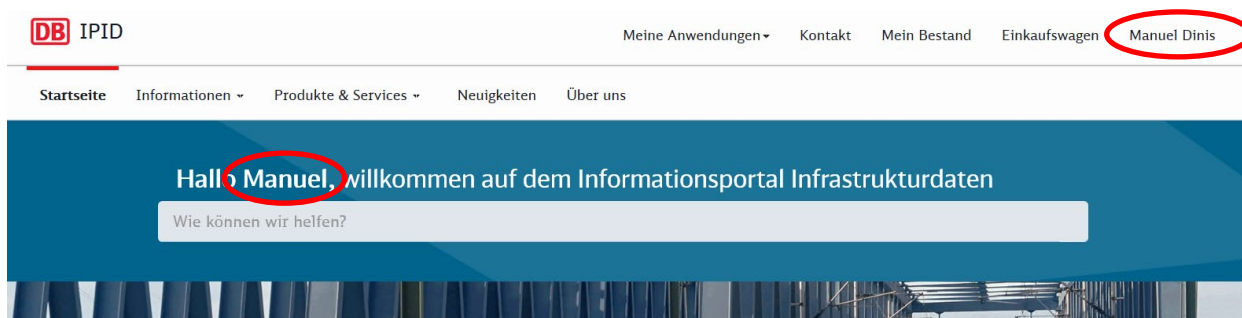 DB IPID
Meine Anwendungen Kontakt Mein Bestand Einkaufswagen Manuel Dinis
Startseite Informationen Produkte & Services Neuigkeiten Über uns
Hallo Manuel, willkommen auf dem Informationsportal Infrastrukturdaten
Wie können wir helfen?